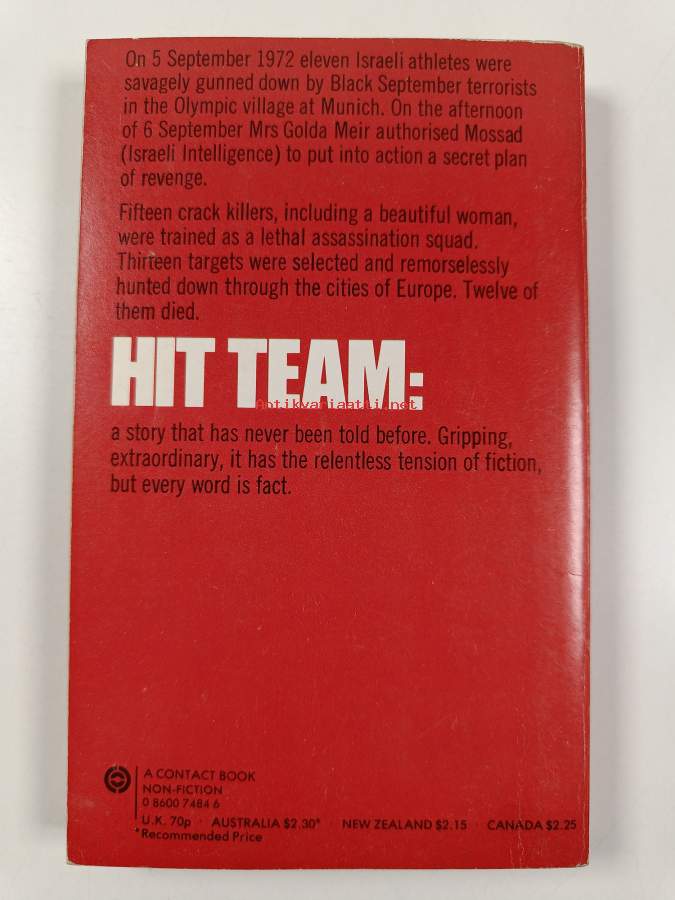 On 5 September 1972 eleven Israeli athletes were
savagely gunned down by Black September terrorists
in the Olympic village at Munich. On the afternoon
of 6 September Mrs Golda Meir authorised Mossad
(Israeli Intelligence) to put into action a secret plan
of revenge.
Fifteen crack killers, including a beautiful woman,
were trained as a lethal assassination squad.
Thirteen targets were selected and remorselessly
hunted down through the cities of Europe. Twelve of
them died.
HIT TEAM:
Antikvariaatti.net
a story that has never been told before. Gripping,
extraordinary, it has the relentless tension of fiction,
but every word is fact.
A CONTACT BOOK
NON-FICTION
0 8600 7484 6
U.K. 70p AUSTRALIA $2.30* NEW ZEALAND $2.15 CANADA $2.25
*Recommended Price